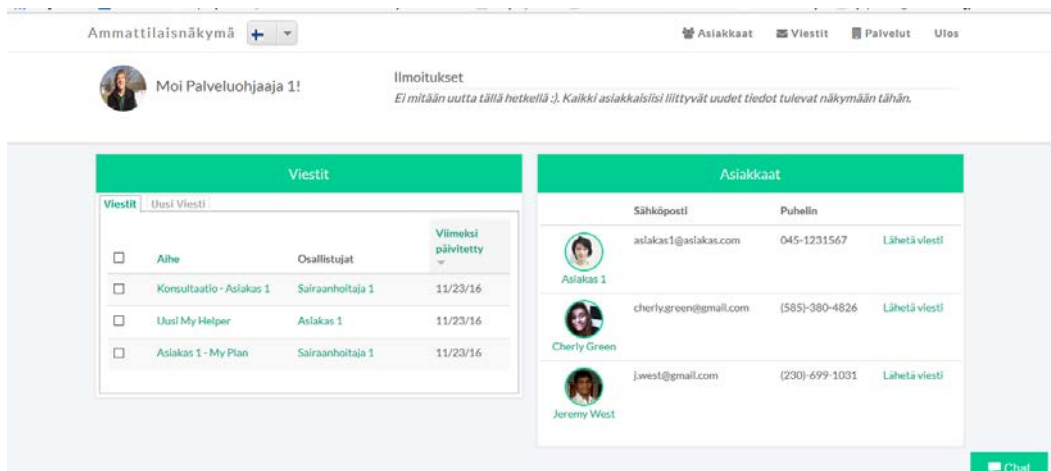 Ammattilaisnäkymä
Asiakkaat Viestit Palvelut Ulos
Moi Palveluohjaaja 1!
Ilmoitukset
Ei mitään uutta tällä hetkellä :). Kaikki asiakkaisiisi liittyvät uudet tiedot tulevat näkymään tähän.
Viestit
Viestit Uusi Viesti
Aihe Osallistujat Viimeksi
päivitetty
Konsultaatio - Asiakas 1 Sairaanhoitaja 1 11/23/16
Uusi My Helper Asiakas 1 11/23/16
Asiakas 1 - My Plan Sairaanhoitaja 1 11/23/16
Asiakkaat
Sähköposti Puhelin
asiakas1@asiakas.com 045-1231567 Lähetä viesti
Asiakas 1
cherly.green@gmail.com (585)-380-4826 Lähetä viesti
Cherly Green
j.west@gmail.com (230)-699-1031 Lähetä viesti
Jeremy West
Chat